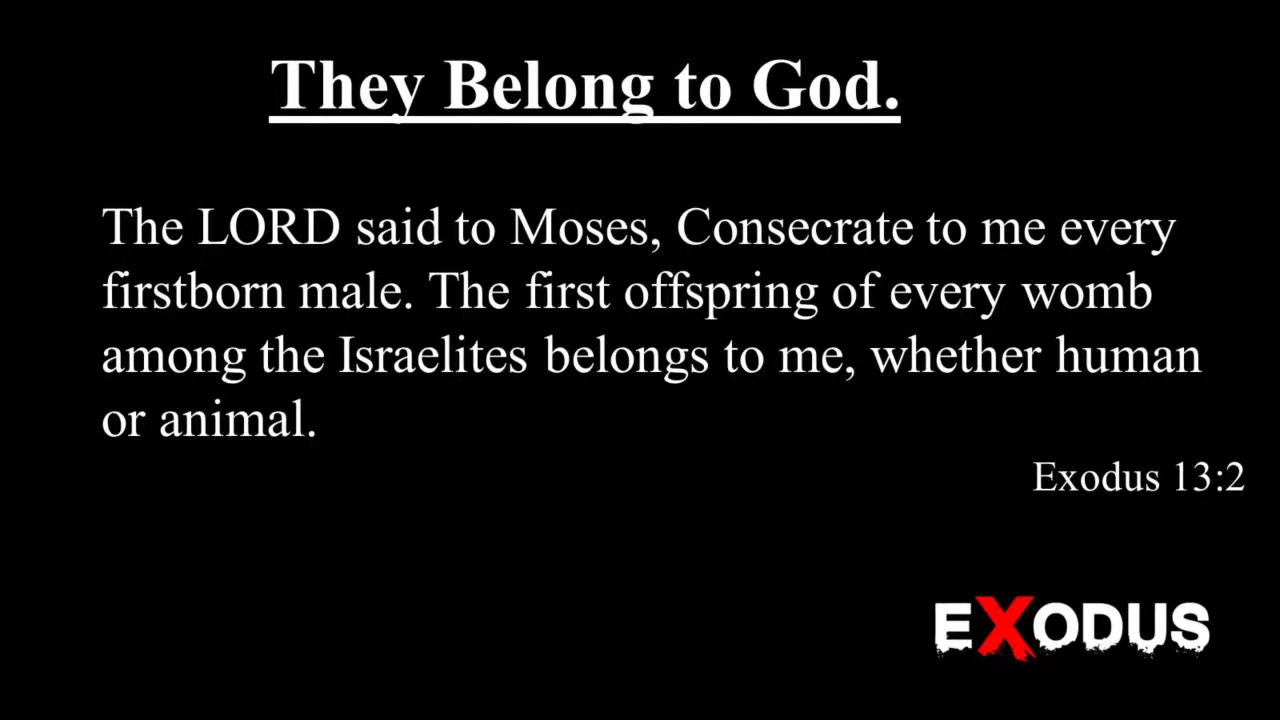 They Belong to God.
The LORD said to Moses, Consecrate to me every
firstborn male. The first offspring of every womb
among the Israelites belongs to me, whether human
or animal.
Exodus 13:2
EXODUS